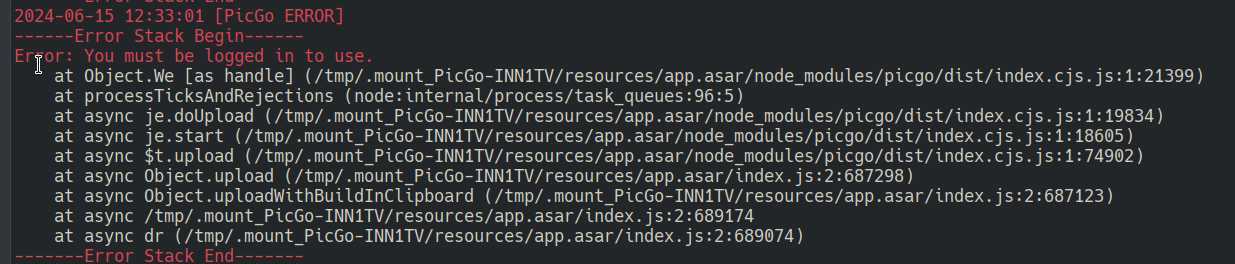 2024-06-15 12:33:01 [PicGo ERROR]
------Error Stack Begin------
Error: You must be logged in to use.
at Object.We [as handle] (/tmp/.mount_PicGo-INN1TV/resources/app.asar/node_modules/picgo/dist/index.cjs.js:1:21399)
at processTicksAndRejections (node:internal/process/task_queues:96:5)
at async je.doUpload (/tmp/.mount_PicGo-INN1TV/resources/app.asar/node_modules/picgo/dist/index.cjs.js:1:19834)
at async je.start (/tmp/.mount_PicGo-INN1TV/resources/app.asar/node_modules/picgo/dist/index.cjs.js:1:18605)
at async $t.upload (/tmp/.mount_PicGo-INN1TV/resources/app.asar/node_modules/picgo/dist/index.cjs.js:1:74902)
at async Object.upload (/tmp/.mount_PicGo-INN1TV/resources/app.asar/index.js:2:687298)
at async Object.uploadWithBuildInClipboard (/tmp/.mount_PicGo-INN1TV/resources/app.asar/index.js:2:687123)
at async /tmp/.mount_PicGo-INN1TV/resources/app.asar/index.js:2:689174
at async dr (/tmp/.mount_PicGo-INN1TV/resources/app.asar/index.js:2:689074)
-------Error Stack End-------